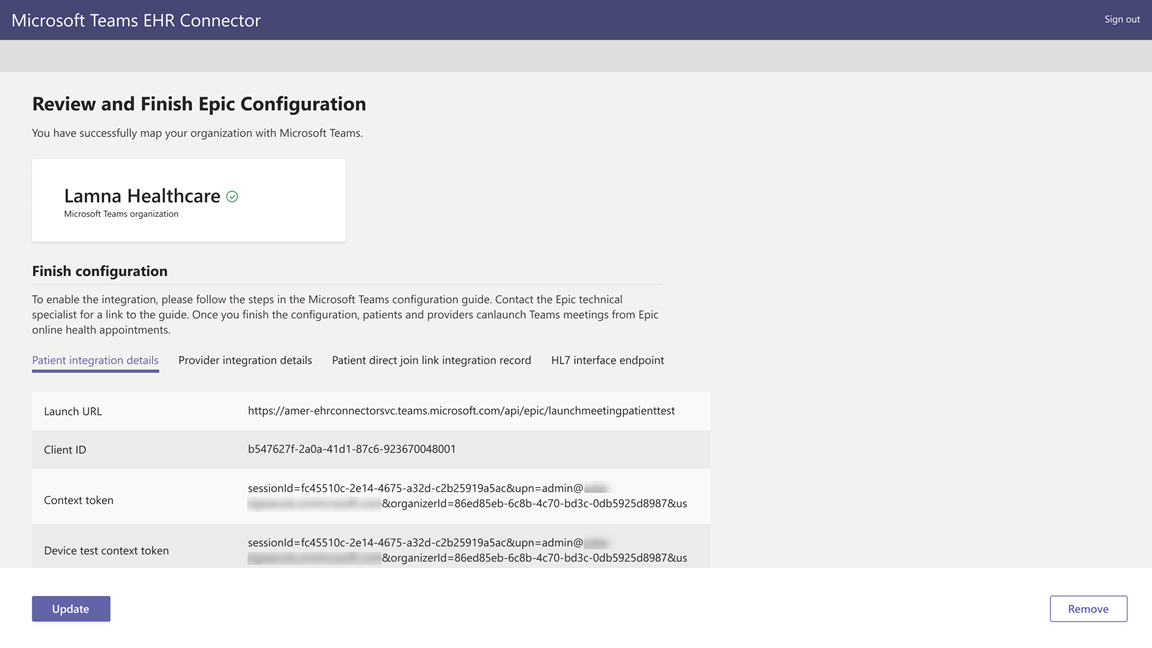 Microsoft Teams EHR Connector
Sign out
Review and Finish Epic Configuration
You have successfully map your organization with Microsoft Teams.
Lamna Healthcare
Microsoft Teams organization
Finish configuration
To enable the integration, please follow the steps in the Microsoft Teams configuration guide. Contact the Epic technical
specialist for a link to the guide. Once you finish the configuration, patients and providers canlaunch Teams meetings from Epic
online health appointments.
Patient integration details Provider integration details Patient direct join link integration record HL7 interface endpoint
Launch URL https://amer-ehrconnectorsvc.teams.microsoft.com/api/epic/launchmeetingpatienttest
Client ID b547627f-2a0a-41d1-87c6-923670048001
sessionId=fc45510c-2e14-4675-a32d-c2b25919a5ac&upn=admin@
Context token
&organizerId=86ed85eb-6c8b-4c70-bd3c-0db5925d8987&us
sessionId=fc45510c-2e14-4675-a32d-c2b25919a5ac&upn=admin@
Device test context token
&organizerId=86ed85eb-6c8b-4c70-bd3c-0db5925d8987&us
Update
Remove